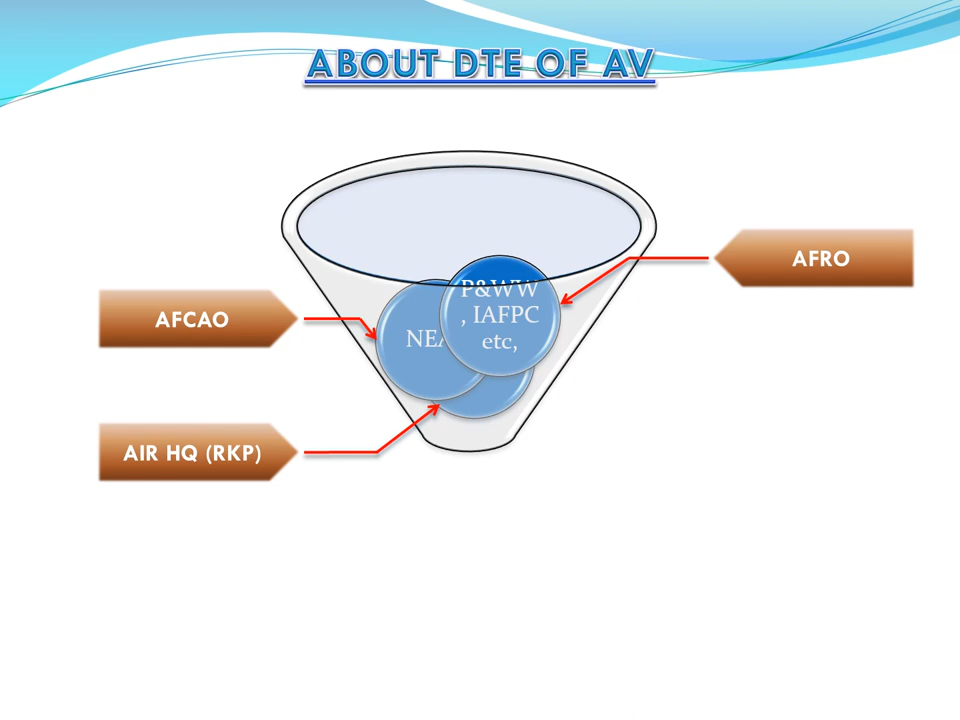 ABOUT DTE OF AV
AFRO
P&WW
, IAFPC
etc,
AFCAO
AIR HQ (RKP)